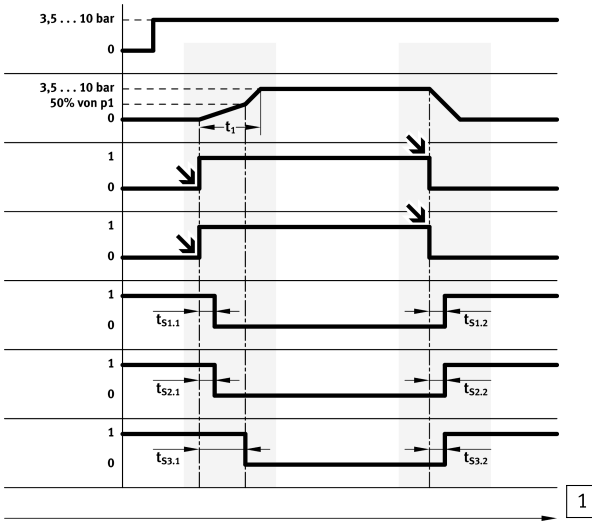 3,5 . . . 10 bar
0
3,5 . . . 10 bar
50% von p1
0
t1
1
0
1
0
1
0
tS1.1
tS1.2
1
0
tS2.1
tS2.2
1
0
tS3.1
tS3.2
1